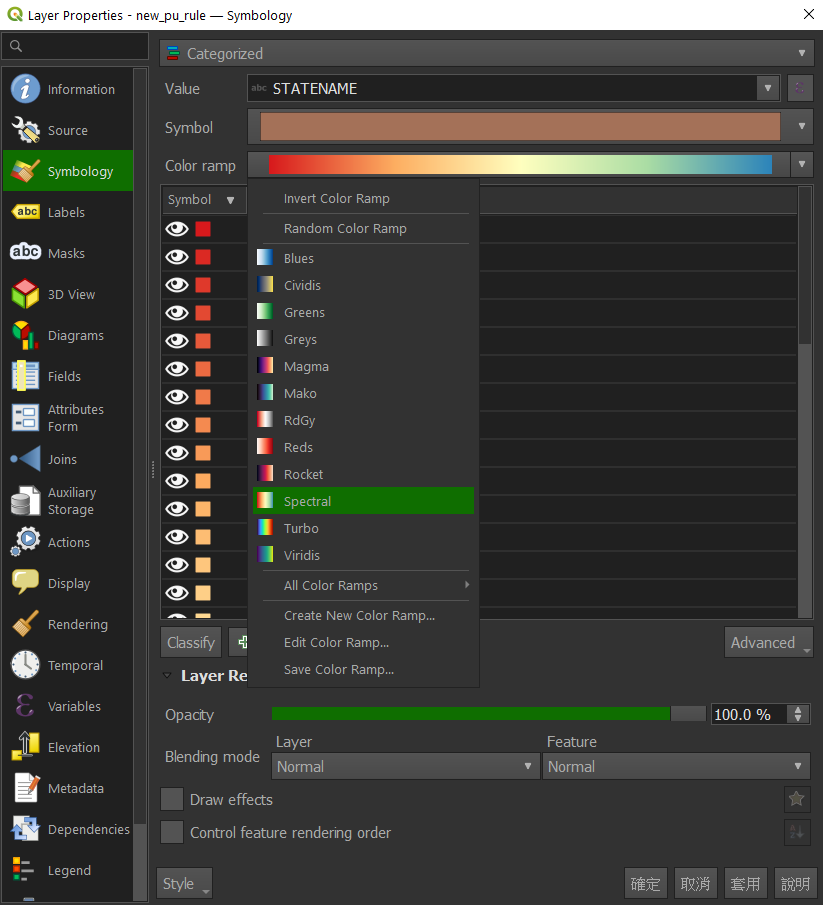 Layer Properties - new_pu_rule — Symbology
Information
Source
Symbology
Labels
Masks
3D View
Diagrams
Fields
Attributes
Form
Joins
Auxiliary
Storage
Actions
Display
Rendering
Temporal
Variables
Elevation
Metadata
Dependencies
Legend
Categorized
Value
abc STATENAME
Symbol
Color ramp
Symbol
Invert Color Ramp
Random Color Ramp
Blues
Cividis
Greens
Greys
Magma
Mako
RdGy
Reds
Rocket
Spectral
Turbo
Viridis
All Color Ramps
Create New Color Ramp...
Edit Color Ramp...
Save Color Ramp...
Classify
Advanced
Layer Re
Opacity
100.0 %
Blending mode
Layer
Normal
Feature
Normal
Draw effects
Control feature rendering order
Style
確定
取消
套用
說明